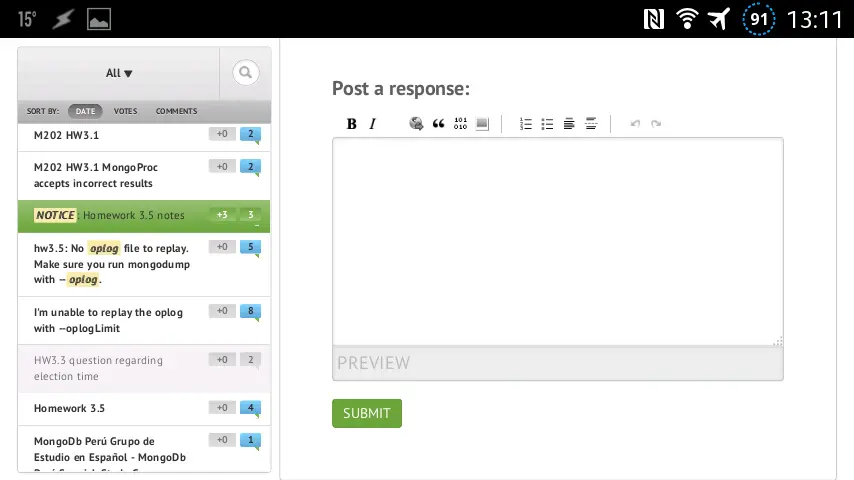 15°
91
13:11
All ▼
SORT BY: DATE VOTES COMMENTS
M202 HW3.1 +0 2
M202 HW3.1 MongoProc +0 2
accepts incorrect results
NOTICE: Homework 3.5 notes +3 3
hw3.5: No oplog file to replay. +0 5
Make sure you run mongodump
with --oplog.
I'm unable to replay the oplog +0 8
with --oplogLimit
HW3.3 question regarding +0 2
election time
Homework 3.5 +0 4
MongoDb Perú Grupo de +0 1
Estudio en Español - MongoDb
Post a response:
B I
101
010
PREVIEW
SUBMIT